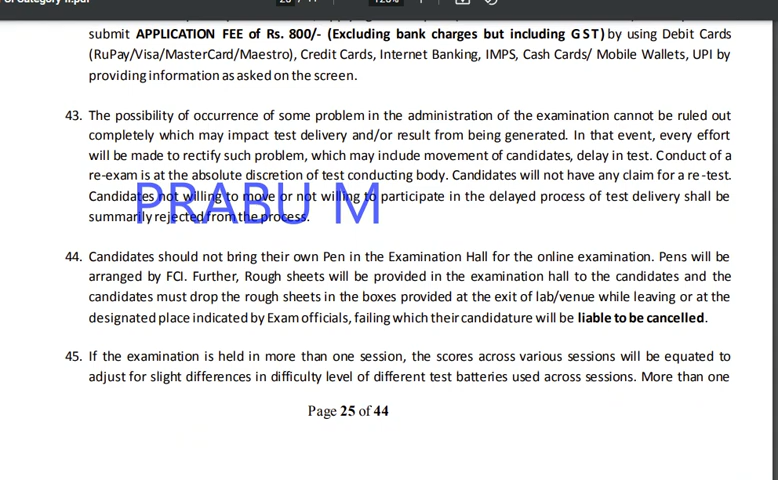 submit APPLICATION FEE of Rs. 800/- (Excluding bank charges but including GST) by using Debit Cards
(RuPay/Visa/MasterCard/Maestro), Credit Cards, Internet Banking, IMPS, Cash Cards/ Mobile Wallets, UPI by
providing information as asked on the screen.
43. The possibility of occurrence of some problem in the administration of the examination cannot be ruled out
completely which may impact test delivery and/or result from being generated. In that event, every effort
will be made to rectify such problem, which may include movement of candidates, delay in test. Conduct of a
re-exam is at the absolute discretion of test conducting body. Candidates will not have any claim for a re-test.
Candidates not willing to move or not willing to participate in the delayed process of test delivery shall be
summarily rejected from the process.
PRABU M
44. Candidates should not bring their own Pen in the Examination Hall for the online examination. Pens will be
arranged by FCI. Further, Rough sheets will be provided in the examination hall to the candidates and the
candidates must drop the rough sheets in the boxes provided at the exit of lab/venue while leaving or at the
designated place indicated by Exam officials, failing which their candidature will be liable to be cancelled.
45. If the examination is held in more than one session, the scores across various sessions will be equated to
adjust for slight differences in difficulty level of different test batteries used across sessions. More than one
Page 25 of 44